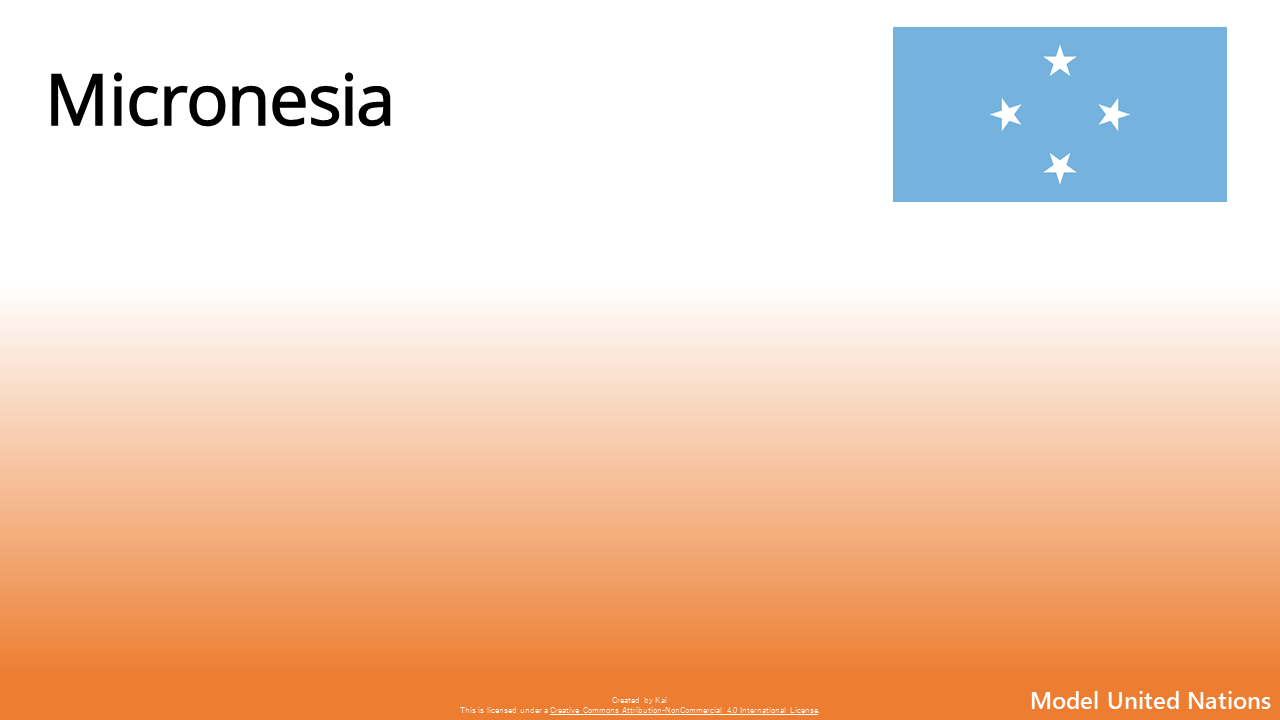 Micronesia
Created by Kai
This is licensed under a Creative Commons Attribution-NonCommercial 4.0 International License.
Model United Nations